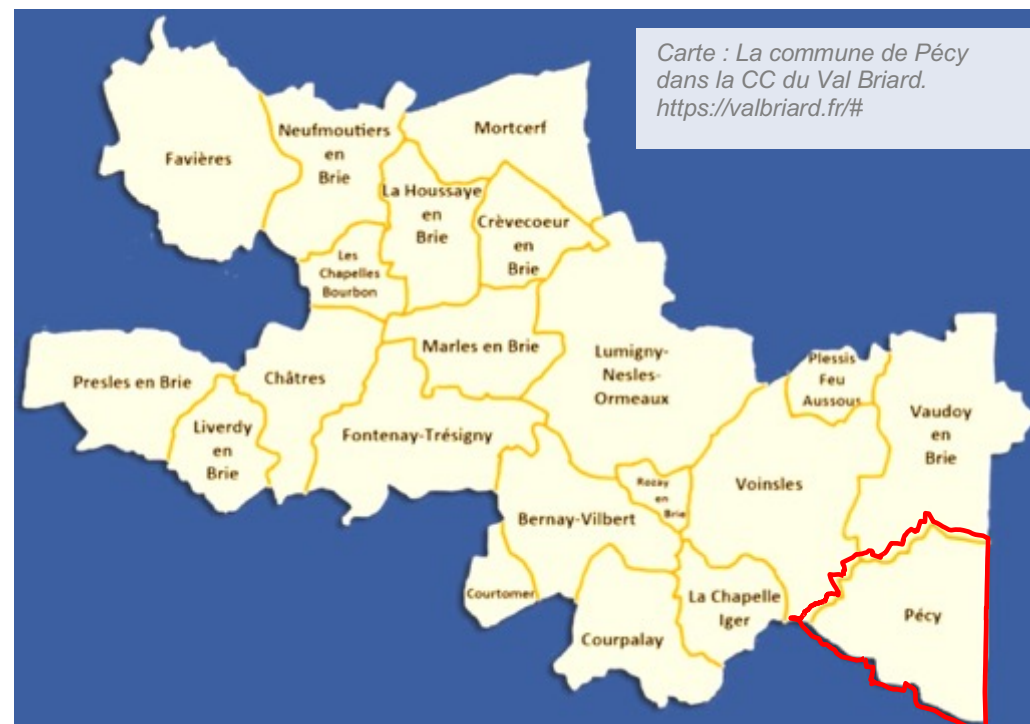 Carte : La commune de Pécy
dans la CC du Val Briard.
https://valbriard.fr/#
Mortcerf
Neufmoutiers
en
Brie
Favières
La Houssaye
en
Brie
Crèvecoeur
en
Brie
Les
Chapelles
Bourbon
Marles en Brie
Lumigny-
Nesles-
Ormeaux
Plessis
Feu
Aussous
Presles en Brie
Châtres
Vaudoy
en
Brie
Liverdy
en
Brie
Fontenay-Trésigny
Rozay
en
Brie
Voinsles
Bernay-Vilbert
Courtomer
La Chapelle
Iger
Pécy
Courpalay